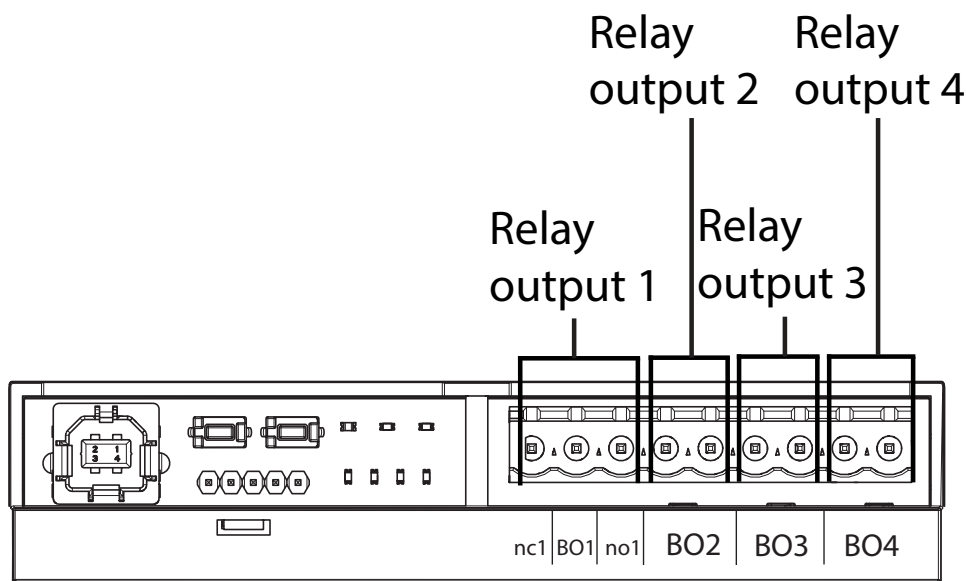 Relay
output 2
Relay
output 4
Relay
output 1
Relay
output 3
2 1
3 4
nc1 BO1 no1 BO2 BO3 BO4